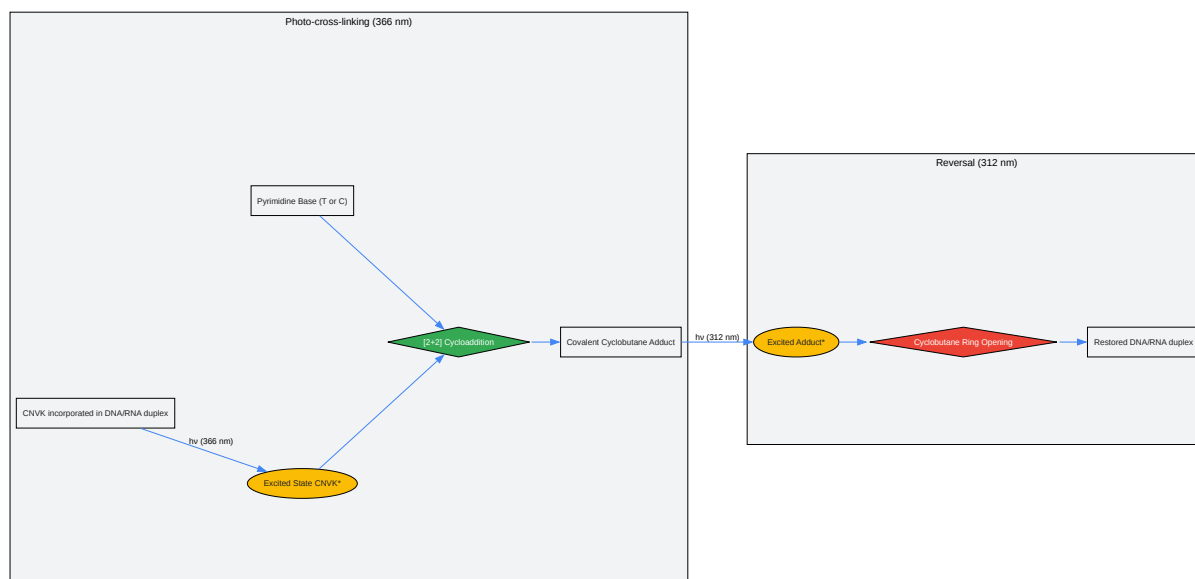 Photo-cross-linking (366 nm)
Reversal (312 nm)
Pyrimidine Base (T or C)
[2+2] Cycloaddition
Covalent Cyclobutane Adduct
hν (312 nm)
Excited Adduct*
Cyclobutane Ring Opening
Restored DNA/RNA duplex
CNVK incorporated in DNA/RNA duplex
hν (366 nm)
Excited State CNVK*